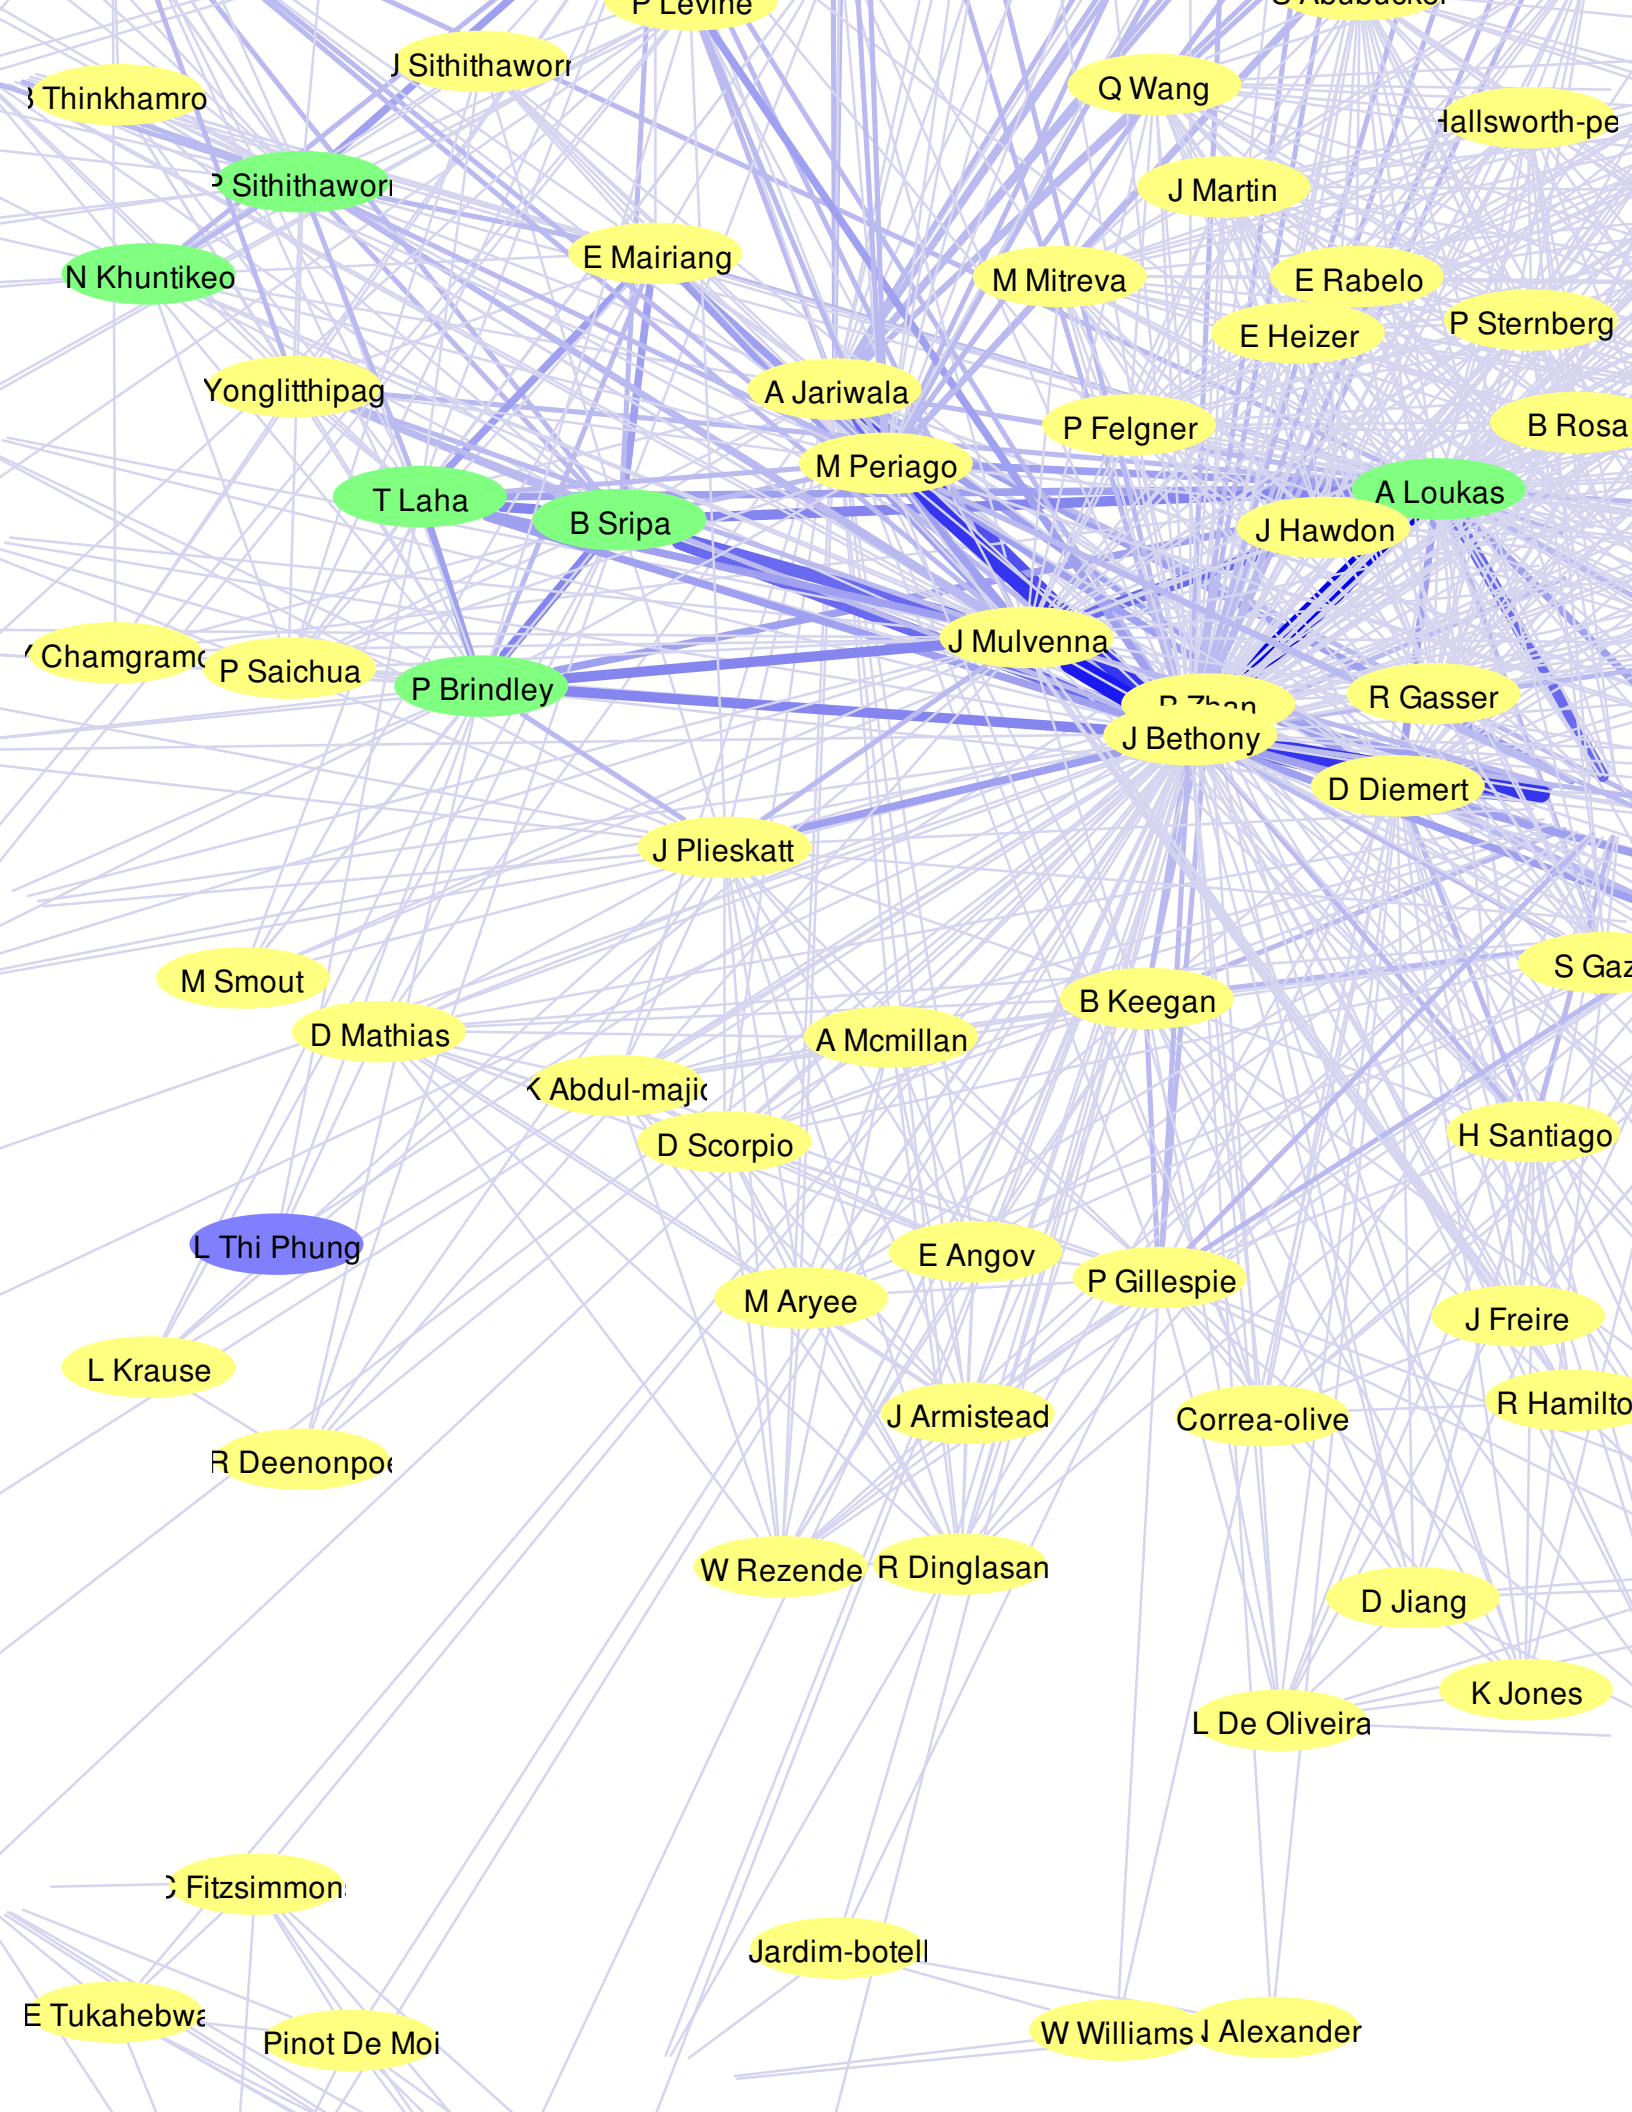 P Levine
J Sithithaworn
Thinkhamro
Q Wang
Hallsworth-pe
P Sithithaworn
J Martin
N Khuntikeo
E Mairiang
M Mitreva
E Rabelo
P Sternberg
E Heizer
Yonglitthipag
A Jariwala
P Felgner
B Rosa
M Periago
T Laha
B Sripa
A Loukas
J Hawdon
J Mulvenna
Chamgramo
P Saichua
P Brindley
R Gasser
B Zhan
J Bethony
D Diemert
J Plieskatt
S Gaz
M Smout
B Keegan
D Mathias
A Mcmillan
K Abdul-majid
D Scorpio
H Santiago
L Thi Phung
E Angov
P Gillespie
M Aryee
J Freire
L Krause
R Hamilto
J Armistead
Correa-olive
R Deenonpoe
W Rezende
R Dinglasan
D Jiang
K Jones
L De Oliveira
C Fitzsimmons
Jardim-botell
E Tukahebwa
Pinot De Moi
W Williams
N Alexander